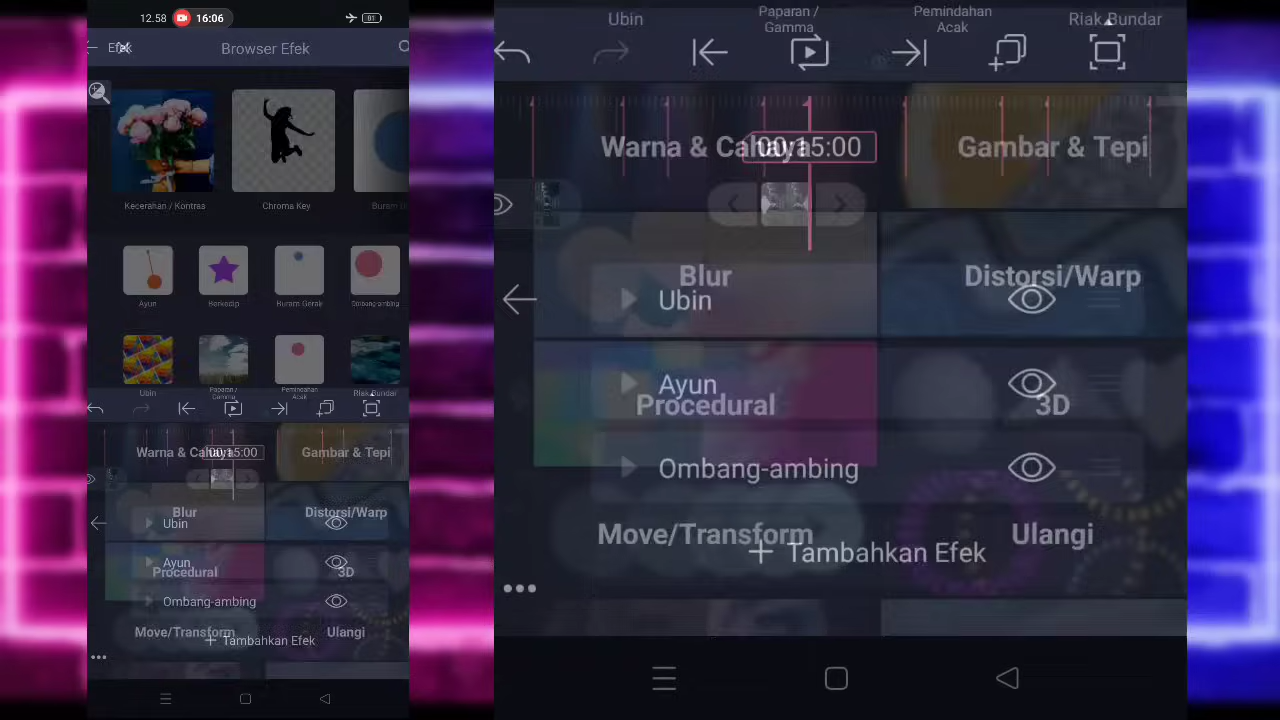 12.58
16:06
81
Efek
Browser Efek
Kecerahan / Kontras
Chroma Key
Ayun
Berkedip
Buram Gerak
Ombang-ambing
Ubin
Paparan /
Gamma
Pemindahan
Acak
Riak Bundar
Warna & Cahaya
00:15:00
Gambar & Tepi
Blur
Distorsi/Warp
Ubin
Ayun
Procedural
3D
Ombang-ambing
Move/Transform
Ulangi
Tambahkan Efek
Ubin
Paparan /
Gamma
Pemindahan
Acak
Riak Bundar
Warna & Cahaya
00:15:00
Gambar & Tepi
Blur
Distorsi/Warp
Ubin
Ayun
Procedural
3D
Ombang-ambing
Move/Transform
Ulangi
Tambahkan Efek